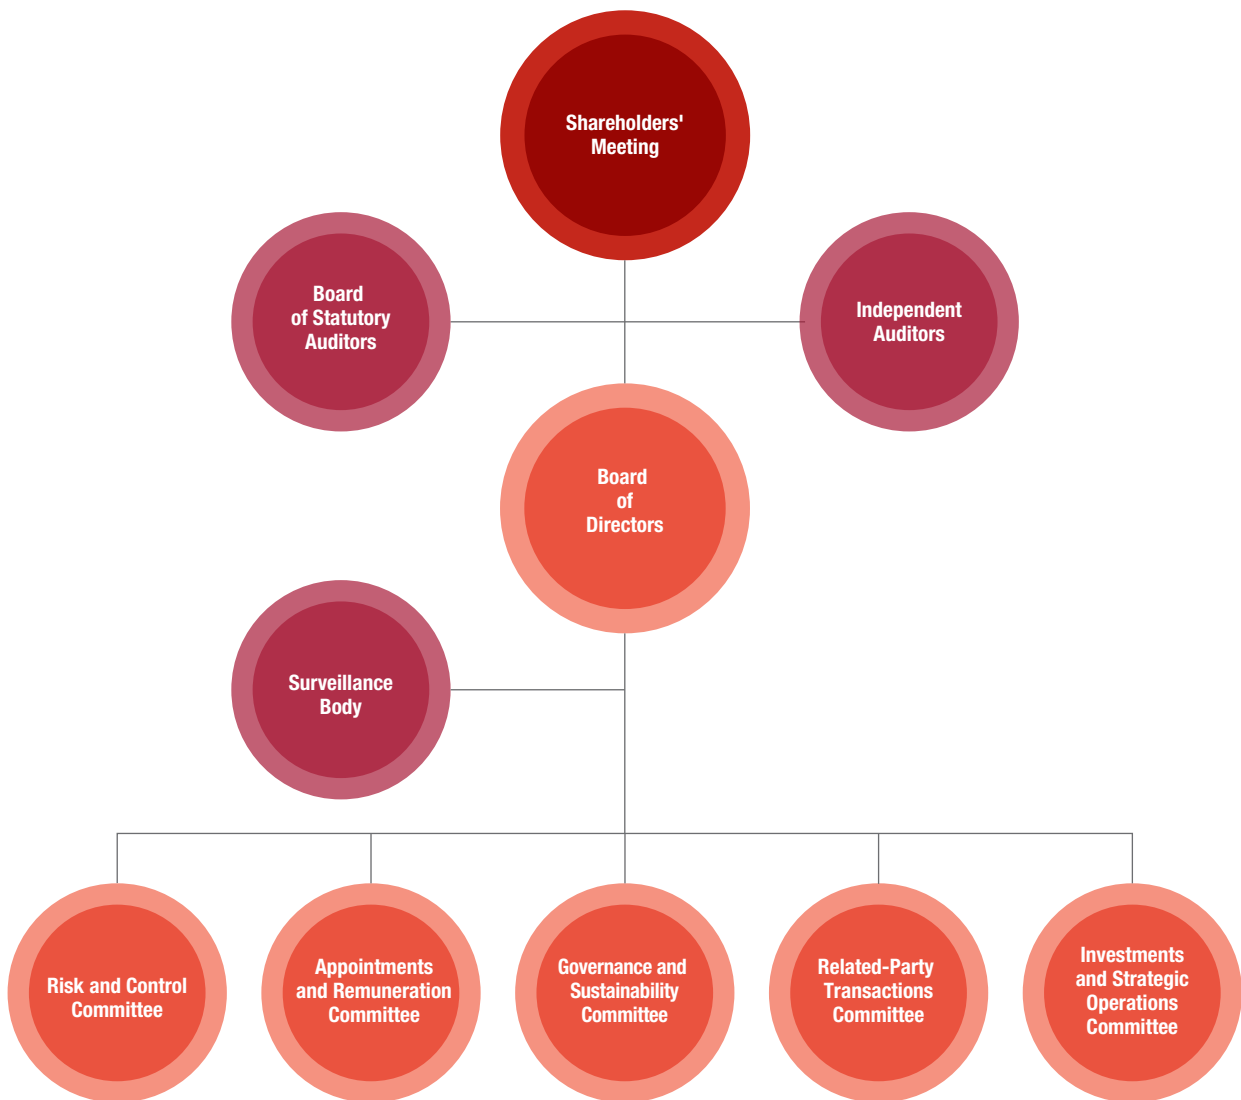 Shareholders'
Meeting
Board
of Statutory
Auditors
Independent
Auditors
Board
of
Directors
Surveillance
Body
Risk and Control
Committee
Appointments
and Remuneration
Committee
Governance and
Sustainability
Committee
Related-Party
Transactions
Committee
Investments
and Strategic
Operations
Committee